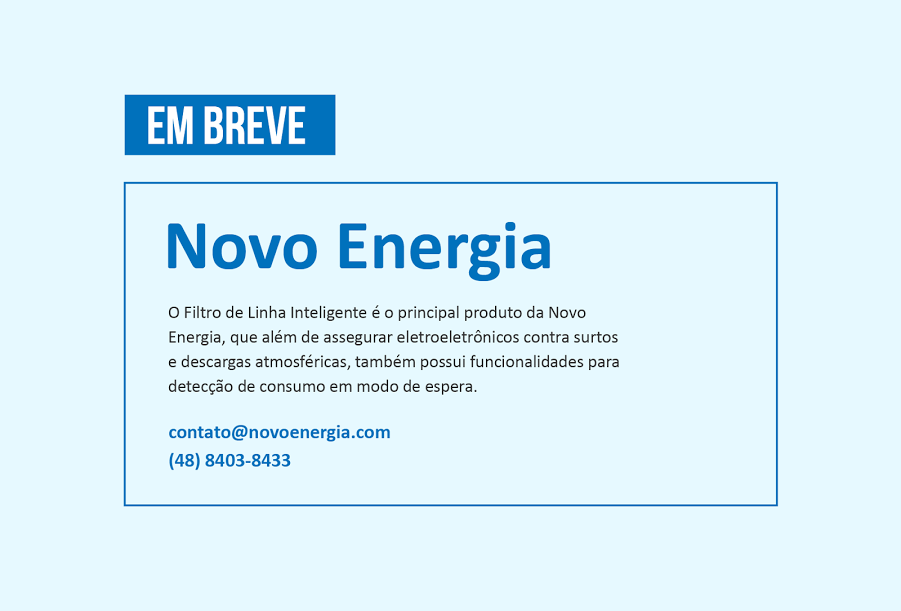 EM BREVE
Novo Energia
O Filtro de Linha Inteligente é o principal produto da Novo
Energia, que além de assegurar eletroeletrônicos contra surtos
e descargas atmosféricas, também possui funcionalidades para
detecção de consumo em modo de espera.
contato@novoenergia.com
(48) 8403-8433